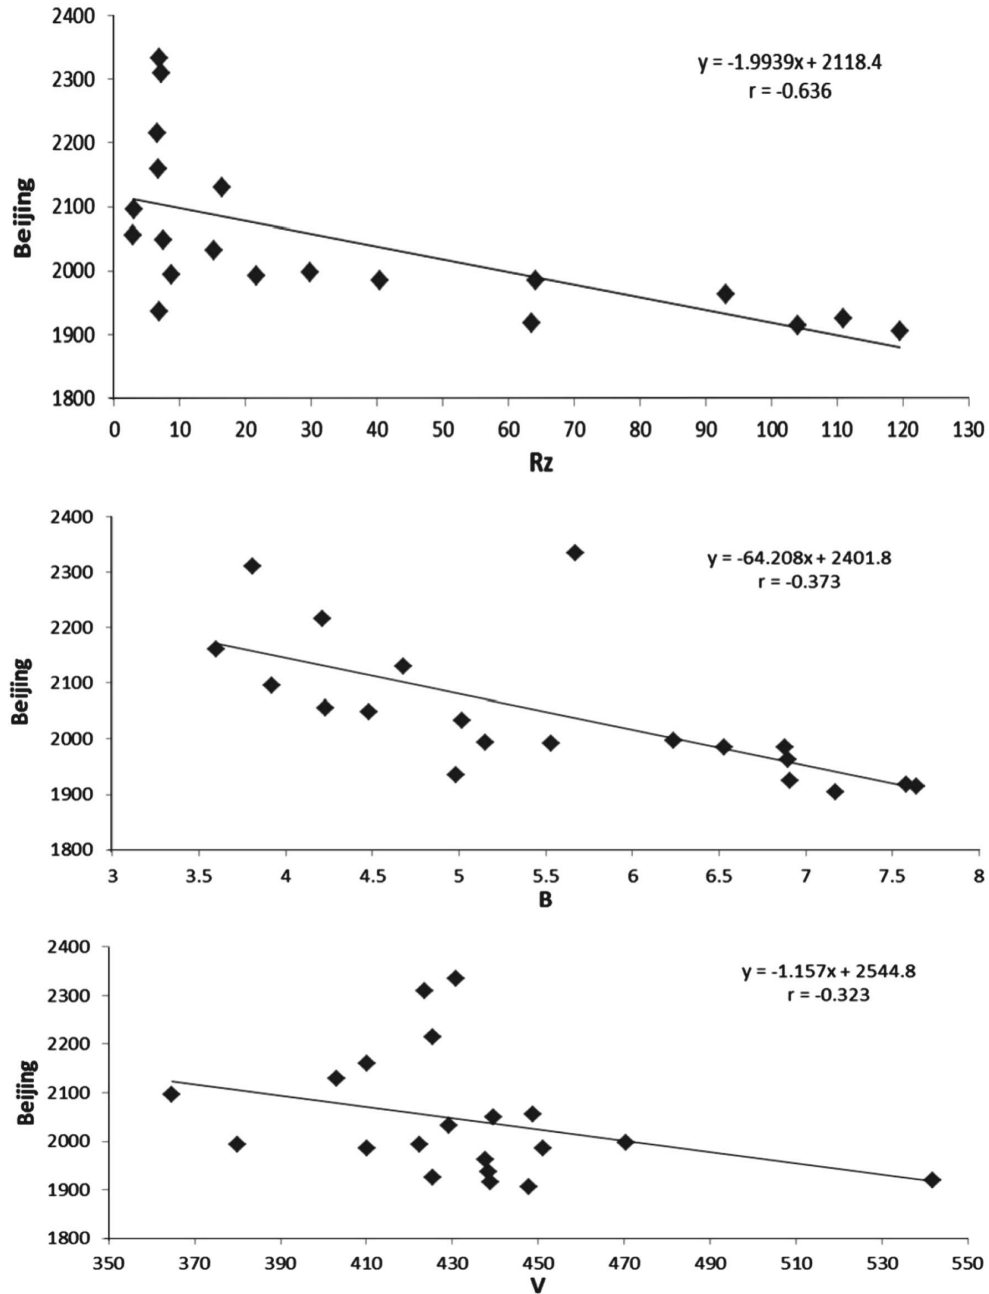 2400
2300
2200
2100
2000
1900
1800
Beijing
y = -1.9939x + 2118.4
r = -0.636
0 10 20 30 40 50 60 70 80 90 100 110 120 130
Rz
2400
2300
2200
2100
2000
1900
1800
Beijing
y = -64.208x + 2401.8
r = -0.373
3 3.5 4 4.5 5 5.5 6 6.5 7 7.5 8
B
2400
2300
2200
2100
2000
1900
1800
Beijing
y = -1.157x + 2544.8
r = -0.323
350 370 390 410 430 450 470 490 510 530 550
V